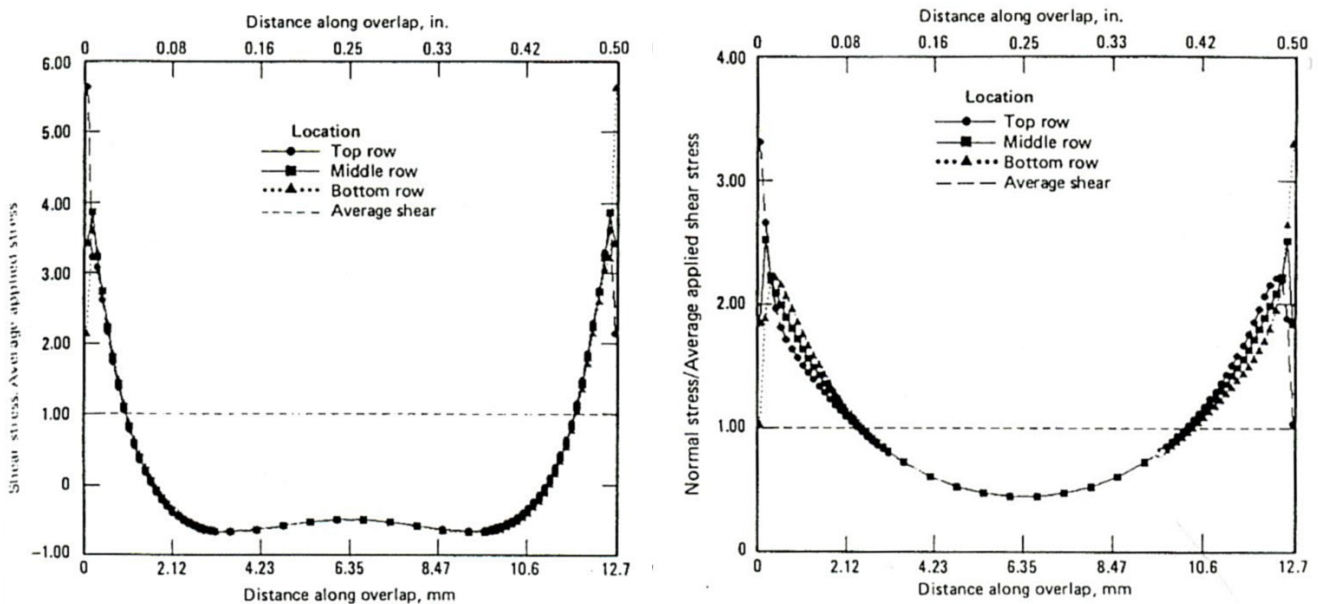 Distance along overlap, in.
0 0.08 0.16 0.25 0.33 0.42 0.50
6.00
5.00
4.00
3.00
2.00
1.00
0
−1.00
Shear stress. Average applied stress
Location
Top row
Middle row
Bottom row
Average shear
0 2.12 4.23 6.35 8.47 10.6 12.7
Distance along overlap, mm
Distance along overlap, in.
0 0.08 0.16 0.25 0.33 0.42 0.50
4.00
3.00
2.00
1.00
0
Normal stress/Average applied shear stress
Location
Top row
Middle row
Bottom row
Average shear
0 2.12 4.23 6.35 8.47 10.6 12.7
Distance along overlap, mm